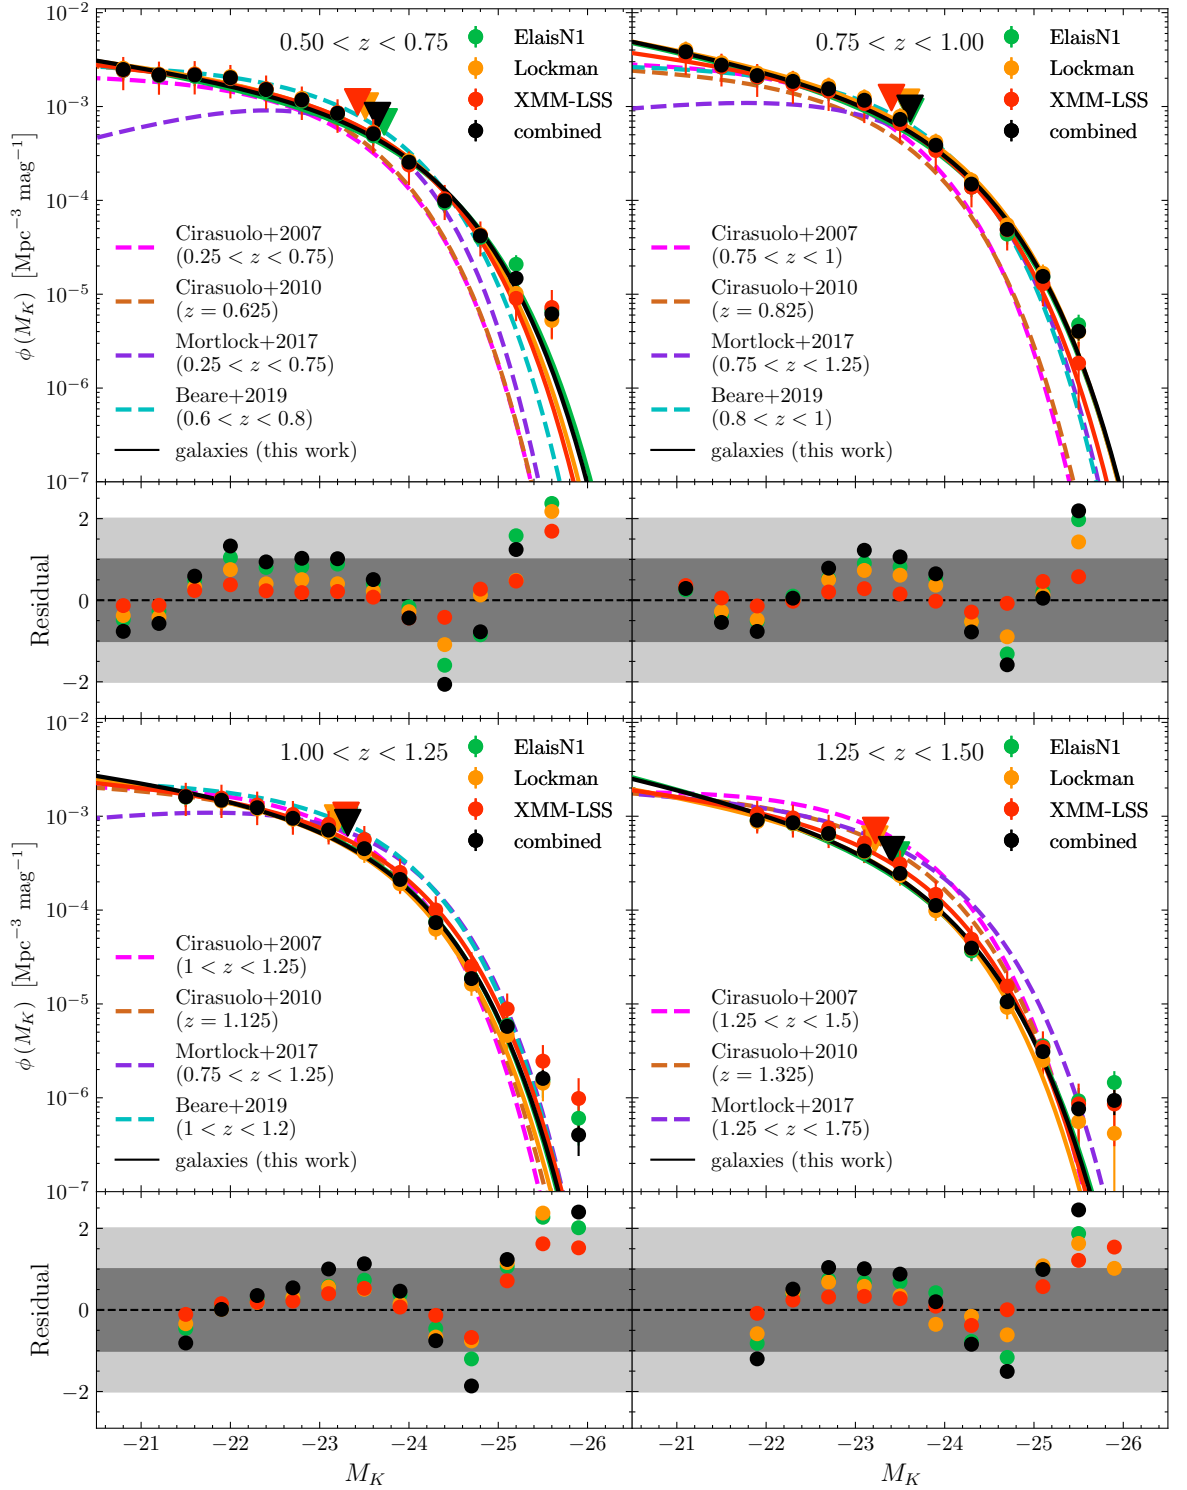 10⁻²
10⁻³
10⁻⁴
10⁻⁵
10⁻⁶
10⁻⁷
ϕ (M_K) [Mpc⁻³ mag⁻¹]
0.50 < z < 0.75
ElaisN1
Lockman
XMM-LSS
combined
Cirasuolo+2007
(0.25 < z < 0.75)
Cirasuolo+2010
(z = 0.625)
Mortlock+2017
(0.25 < z < 0.75)
Beare+2019
(0.6 < z < 0.8)
galaxies (this work)
0.75 < z < 1.00
ElaisN1
Lockman
XMM-LSS
combined
Cirasuolo+2007
(0.75 < z < 1)
Cirasuolo+2010
(z = 0.825)
Mortlock+2017
(0.75 < z < 1.25)
Beare+2019
(0.8 < z < 1)
galaxies (this work)
2
0
−2
Residual
10⁻²
10⁻³
10⁻⁴
10⁻⁵
10⁻⁶
10⁻⁷
ϕ (M_K) [Mpc⁻³ mag⁻¹]
1.00 < z < 1.25
ElaisN1
Lockman
XMM-LSS
combined
Cirasuolo+2007
(1 < z < 1.25)
Cirasuolo+2010
(z = 1.125)
Mortlock+2017
(0.75 < z < 1.25)
Beare+2019
(1 < z < 1.2)
galaxies (this work)
1.25 < z < 1.50
ElaisN1
Lockman
XMM-LSS
combined
Cirasuolo+2007
(1.25 < z < 1.5)
Cirasuolo+2010
(z = 1.325)
Mortlock+2017
(1.25 < z < 1.75)
galaxies (this work)
2
0
−2
Residual
−21 −22 −23 −24 −25 −26
−21 −22 −23 −24 −25 −26
M_K
M_K